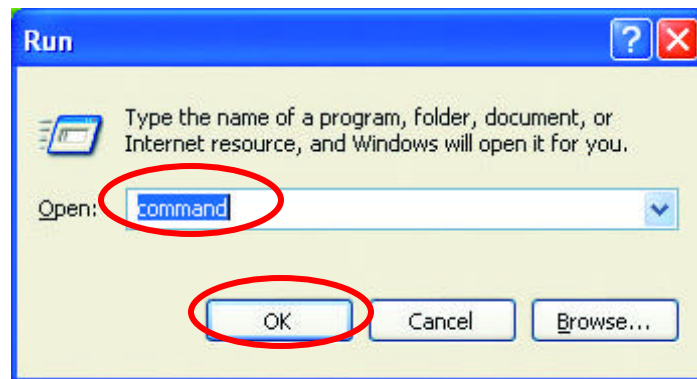 Run
Type the name of a program, folder, document, or
Internet resource, and Windows will open it for you.
Open: command
OK Cancel Browse...